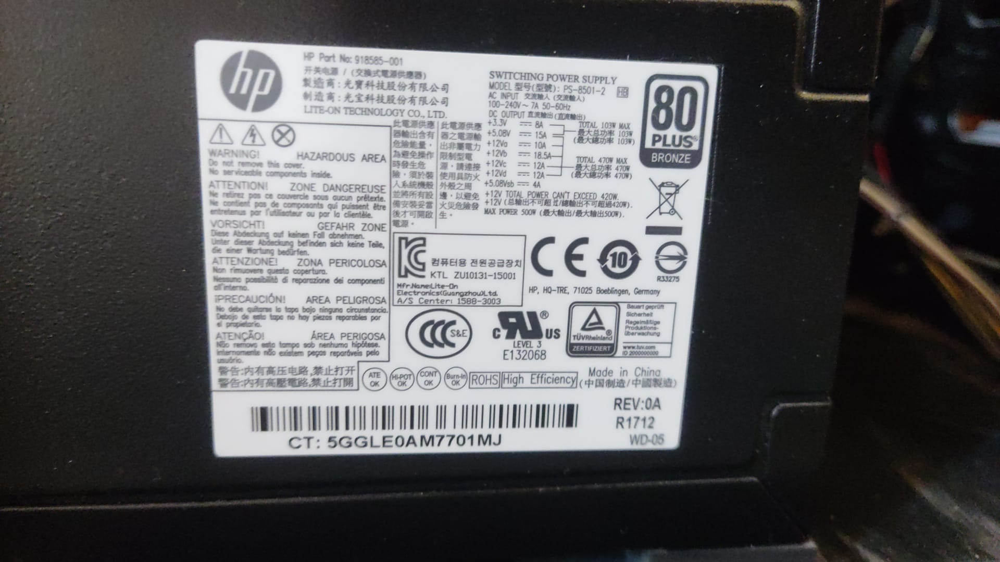 hp
HP Part No: 918585-001
开关电源 / (交換式電源供應器)
製造商:光寶科技股份有限公司
制造商:光宝科技股份有限公司
LITE-ON TECHNOLOGY CO., LTD.
SWITCHING POWER SUPPLY
MODEL 型号(型號): PS-8501-2 HB
AC INPUT 交流输入 (交流輸入)
100-240V~ 7A 50-60Hz
DC OUTPUT 直流输出(直流輸出)
+3.3V 8A
+5.08V 15A
TOTAL 103W MAX
最大总功率 103W
(最大總功率 103W)
+12Va 10A
+12Vb 18.5A
+12Vc 12A
+12Vd 12A
TOTAL 470W MAX
最大总功率 470W
(最大總功率 470W)
+5.08Vsb 4A
+12V TOTAL POWER CAN'T EXCEED 420W.
+12V (总输出不可超过/總輸出不可超過420W).
MAX POWER 500W (最大輸出/最大输出500W).
80
PLUS®
BRONZE
WARNING! HAZARDOUS AREA
Do not remove this cover.
No serviceable components inside.
ATTENTION! ZONE DANGEREUSE
Ne retirez pas ce couvercle sous aucun prétexte.
Ne contient pas de composants qui puissent être
entretenus par l'utilisateur ou par la clientèle.
VORSICHT! GEFAHR ZONE
Diese Abdeckung auf keinen Fall abnehmen.
Unter dieser Abdeckung befinden sich keine Teile,
die einer Wartung bedürfen.
ATTENZIONE! ZONA PERICOLOSA
Non rimuovere questa copertura.
Nessuna possibilità di reparazione dei componenti
all'interno.
¡PRECAUCIÓN! AREA PELIGROSA
No debe quitarse la tapa bajo ninguna circunstancia.
Debajo de esta tapa no hay piezas reparables por
el propietario.
ATENÇÃO! ÁREA PERIGOSA
Não remova esta tampa sob nenhuma hipótese.
Internamente não existem peças reparáveis pelo
usuário.
警告:内有高压电路,禁止打开
警告:內有高壓電路,禁止打開
此電源供應
器輸出含有
危險能量,
為避免操作
時發生危
險,須於裝
入系統機殼
並將所有設
備安裝妥當
後才可開啟
電源。
此電源供應
器之電源輸
出非屬電力
限制型電
源,請連接
使用具防火
外殼之周
邊,以避免
火災危險發
生。
컴퓨터용 전원공급장치
KTL ZU10131-15001
Mfr.Name:Lite-On
Electronics(Guangzhou)Ltd.
A/S Center: 1588-3003
CE
10
R33275
HP, HQ-TRE, 71025 Boeblingen, Germany
CCC S&E
c RU ® US
LEVEL 3
E132068
TÜVRheinland ®
ZERTIFIZIERT
Bauart geprüft
Sicherheit
Regelmäßige
Produktions-
überwachung
www.tuv.com
ID 2000000000
ATE OK
HI-POT OK
CONT OK
Burn-In OK
ROHS
High Efficiency
Made in China
(中国制造/中國製造)
REV:0A
R1712
WD-05
CT: 5GGLE0AM7701MJ